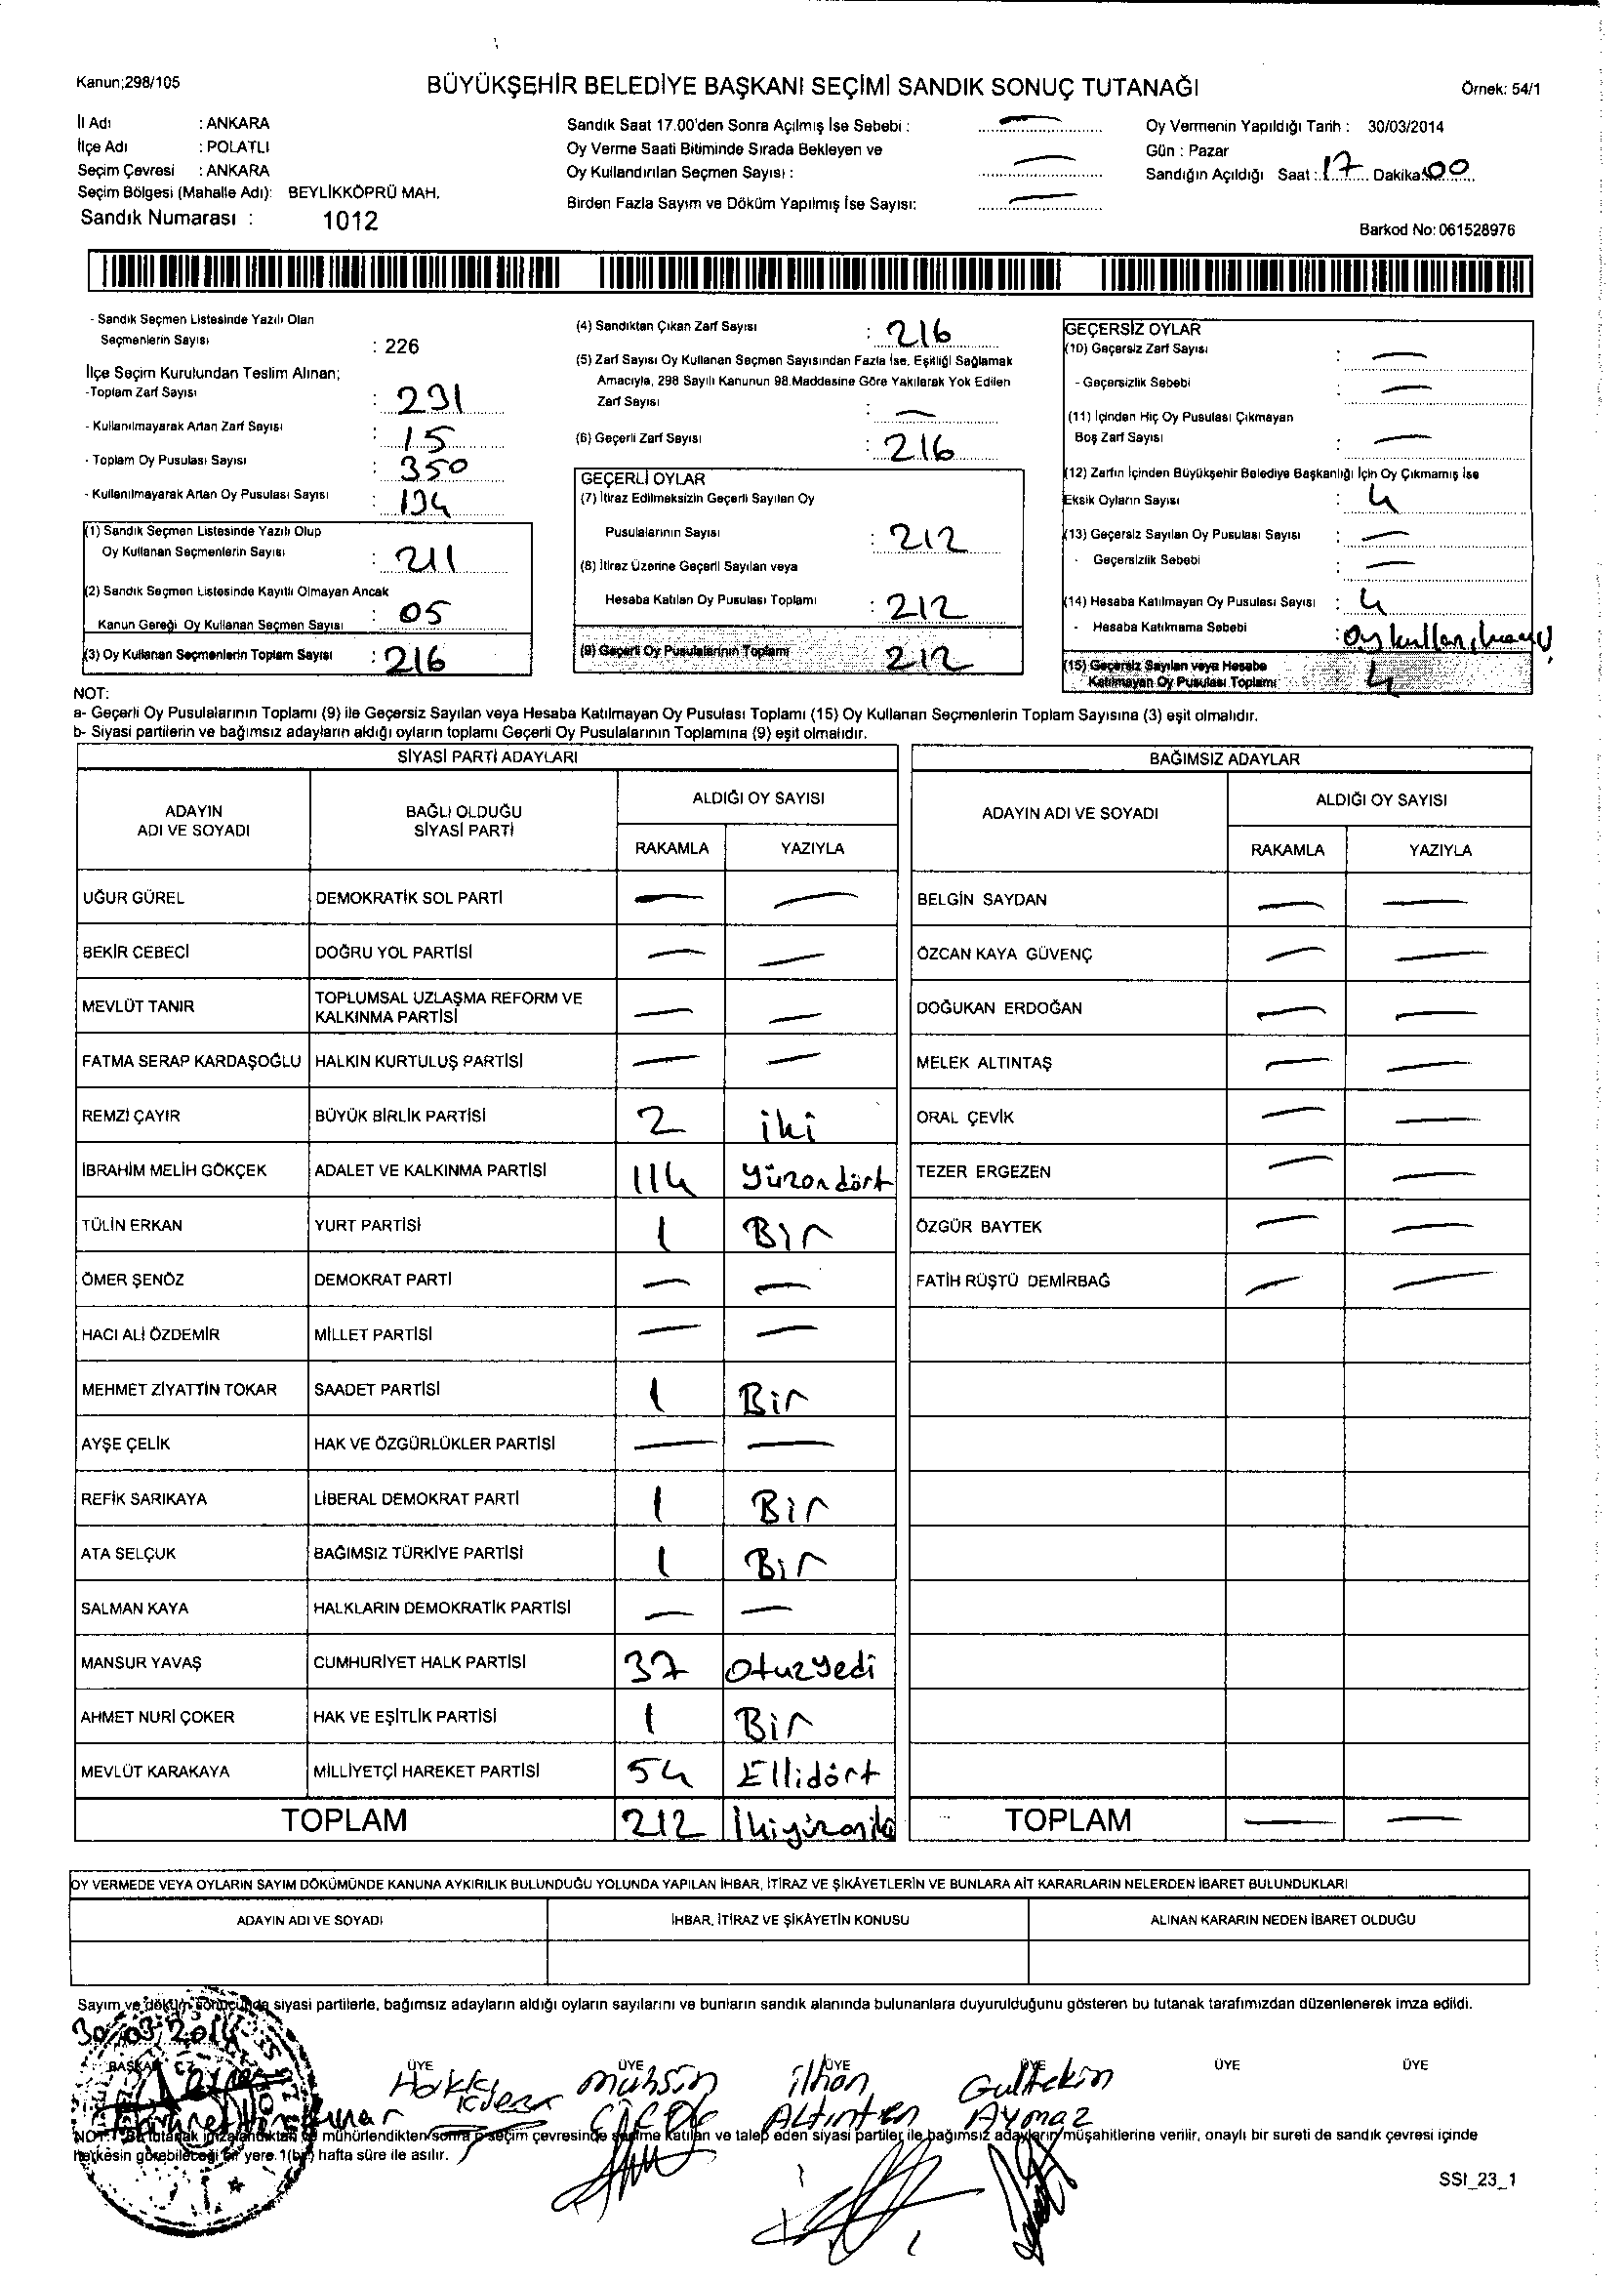 Kanun;298/105
BÜYÜKŞEHİR BELEDİYE BAŞKANI SEÇİMİ SANDIK SONUÇ TUTANAĞI
Örnek: 54/1
İl Adı : ANKARA
İlçe Adı : POLATLI
Seçim Çevresi : ANKARA
Seçim Bölgesi (Mahalle Adı): BEYLİKKÖPRÜ MAH.
Sandık Numarası : 1012
Sandık Saat 17.00'den Sonra Açılmış İse Sebebi : —
Oy Verme Saati Bitiminde Sırada Bekleyen ve
Oy Kullandırılan Seçmen Sayısı : —
Birden Fazla Sayım ve Döküm Yapılmış İse Sayısı: —
Oy Vermenin Yapıldığı Tarih : 30/03/2014
Gün : Pazar
Sandığın Açıldığı Saat : 17 Dakika 00
Barkod No: 061528976
- Sandık Seçmen Listesinde Yazılı Olan
Seçmenlerin Sayısı : 226
İlçe Seçim Kurulundan Teslim Alınan;
-Toplam Zarf Sayısı : 231
- Kullanılmayarak Artan Zarf Sayısı : 15
- Toplam Oy Pusulası Sayısı : 350
- Kullanılmayarak Artan Oy Pusulası Sayısı : 134
(1) Sandık Seçmen Listesinde Yazılı Olup
Oy Kullanan Seçmenlerin Sayısı : 211
(2) Sandık Seçmen Listesinde Kayıtlı Olmayan Ancak
Kanun Gereği Oy Kullanan Seçmen Sayısı : 05
(3) Oy Kullanan Seçmenlerin Toplam Sayısı : 216
(4) Sandıktan Çıkan Zarf Sayısı : 216
(5) Zarf Sayısı Oy Kullanan Seçmen Sayısından Fazla İse, Eşitliği Sağlamak
Amacıyla, 298 Sayılı Kanunun 98.Maddesine Göre Yakılarak Yok Edilen
Zarf Sayısı : —
(6) Geçerli Zarf Sayısı : 216
GEÇERLİ OYLAR
(7) İtiraz Edilmeksizin Geçerli Sayılan Oy
Pusulalarının Sayısı : 212
(8) İtiraz Üzerine Geçerli Sayılan veya
Hesaba Katılan Oy Pusulası Toplamı : 212
(9) Geçerli Oy Pusulalarının Toplamı 212
GEÇERSİZ OYLAR
(10) Geçersiz Zarf Sayısı : —
- Geçersizlik Sebebi : —
(11) İçinden Hiç Oy Pusulası Çıkmayan
Boş Zarf Sayısı : —
(12) Zarfın İçinden Büyükşehir Belediye Başkanlığı İçin Oy Çıkmamış İse
Eksik Oyların Sayısı : 4
(13) Geçersiz Sayılan Oy Pusulası Sayısı : —
- Geçersizlik Sebebi : —
(14) Hesaba Katılmayan Oy Pusulası Sayısı : 4
- Hesaba Katılmama Sebebi :
(15) Geçersiz Sayılan veya Hesaba
Katılmayan Oy Pusulası Toplamı 4
NOT:
a- Geçerli Oy Pusulalarının Toplamı (9) ile Geçersiz Sayılan veya Hesaba Katılmayan Oy Pusulası Toplamı (15) Oy Kullanan Seçmenlerin Toplam Sayısına (3) eşit olmalıdır.
b- Siyasi partilerin ve bağımsız adayların aldığı oyların toplamı Geçerli Oy Pusulalarının Toplamına (9) eşit olmalıdır.
SİYASİ PARTİ ADAYLARI
ADAYIN ADI VE SOYADI
BAĞLI OLDUĞU SİYASİ PARTİ
ALDIĞI OY SAYISI
RAKAMLA YAZIYLA
UĞUR GÜREL DEMOKRATİK SOL PARTİ — —
BEKİR CEBECİ DOĞRU YOL PARTİSİ — —
MEVLÜT TANIR TOPLUMSAL UZLAŞMA REFORM VE KALKINMA PARTİSİ — —
FATMA SERAP KARDAŞOĞLU HALKIN KURTULUŞ PARTİSİ — —
REMZİ ÇAYIR BÜYÜK BİRLİK PARTİSİ 2 iki
İBRAHİM MELİH GÖKÇEK ADALET VE KALKINMA PARTİSİ 114 Yüzondört
TÜLİN ERKAN YURT PARTİSİ 1 Bir
ÖMER ŞENÖZ DEMOKRAT PARTİ — —
HACI ALİ ÖZDEMİR MİLLET PARTİSİ — —
MEHMET ZİYATTİN TOKAR SAADET PARTİSİ 1 Bir
AYŞE ÇELİK HAK VE ÖZGÜRLÜKLER PARTİSİ — —
REFİK SARIKAYA LİBERAL DEMOKRAT PARTİ 1 Bir
ATA SELÇUK BAĞIMSIZ TÜRKİYE PARTİSİ 1 Bir
SALMAN KAYA HALKLARIN DEMOKRATİK PARTİSİ — —
MANSUR YAVAŞ CUMHURİYET HALK PARTİSİ 37 Otuzyedi
AHMET NURİ ÇOKER HAK VE EŞİTLİK PARTİSİ 1 Bir
MEVLÜT KARAKAYA MİLLİYETÇİ HAREKET PARTİSİ 54 Ellidört
TOPLAM 212 İkiyüzoniki
BAĞIMSIZ ADAYLAR
ADAYIN ADI VE SOYADI
ALDIĞI OY SAYISI
RAKAMLA YAZIYLA
BELGİN SAYDAN — —
ÖZCAN KAYA GÜVENÇ — —
DOĞUKAN ERDOĞAN — —
MELEK ALTINTAŞ — —
ORAL ÇEVİK — —
TEZER ERGEZEN — —
ÖZGÜR BAYTEK — —
FATİH RÜŞTÜ DEMİRBAĞ — —
TOPLAM — —
OY VERMEDE VEYA OYLARIN SAYIM DÖKÜMÜNDE KANUNA AYKIRILIK BULUNDUĞU YOLUNDA YAPILAN İHBAR, İTİRAZ VE ŞİKÂYETLERİN VE BUNLARA AİT KARARLARIN NELERDEN İBARET BULUNDUKLARI
ADAYIN ADI VE SOYADI
İHBAR, İTİRAZ VE ŞİKÂYETİN KONUSU
ALINAN KARARIN NEDEN İBARET OLDUĞU
Sayım ve döküm sonucunda siyasi partilerle, bağımsız adayların aldığı oyların sayılarını ve bunların sandık alanında bulunanlara duyurulduğunu gösteren bu tutanak tarafımızdan düzenlenerek imza edildi.
30/03/2014
BAŞKAN ÜYE ÜYE ÜYE ÜYE ÜYE ÜYE
Hakkı Muhsin ilhan Gültekin
Altınten Aymaz
NOT: Bu tutanak imzalandıktan ve mühürlendikten sonra seçim çevresinde seçime katılan ve talep eden siyasi partiler ile bağımsız adayların müşahitlerine verilir, onaylı bir sureti de sandık çevresi içinde
herkesin görebileceği bir yere 1(bir) hafta süre ile asılır.
SSI_23_1